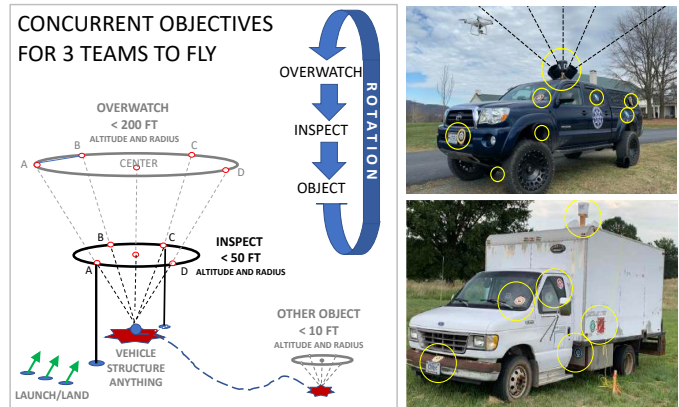 CONCURRENT OBJECTIVES
FOR 3 TEAMS TO FLY
OVERWATCH
INSPECT
OBJECT
ROTATION
OVERWATCH
< 200 FT
ALTITUDE AND RADIUS
A
B
CENTER
C
D
B
C
A
D
INSPECT
< 50 FT
ALTITUDE AND RADIUS
OTHER OBJECT
< 10 FT
ALTITUDE AND RADIUS
VEHICLE
STRUCTURE
ANYTHING
LAUNCH/LAND